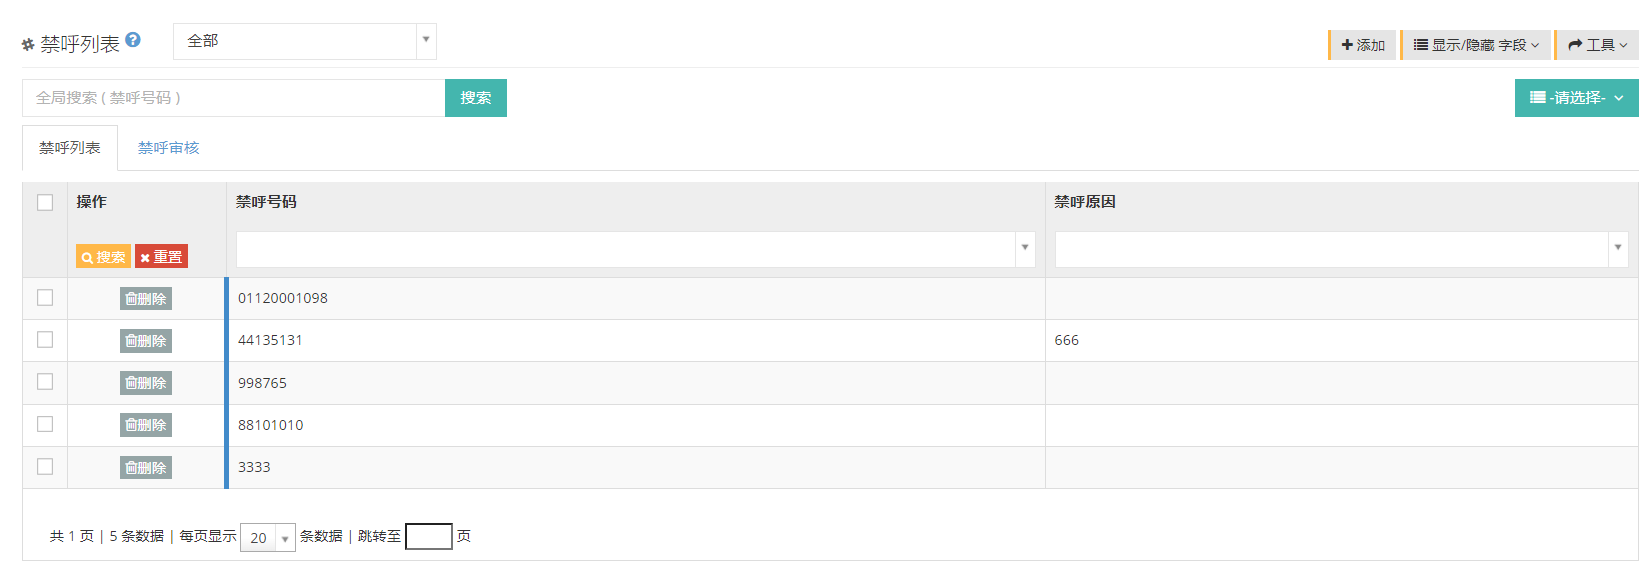 禁呼列表 全部 添加 显示/隐藏 字段 工具
全局搜索 ( 禁呼号码 ) 搜索 -请选择-
禁呼列表 禁呼审核
操作 禁呼号码 禁呼原因
搜索 重置
删除 01120001098
删除 44135131 666
删除 998765
删除 88101010
删除 3333
共 1 页 | 5 条数据 | 每页显示 20 条数据 | 跳转至 页